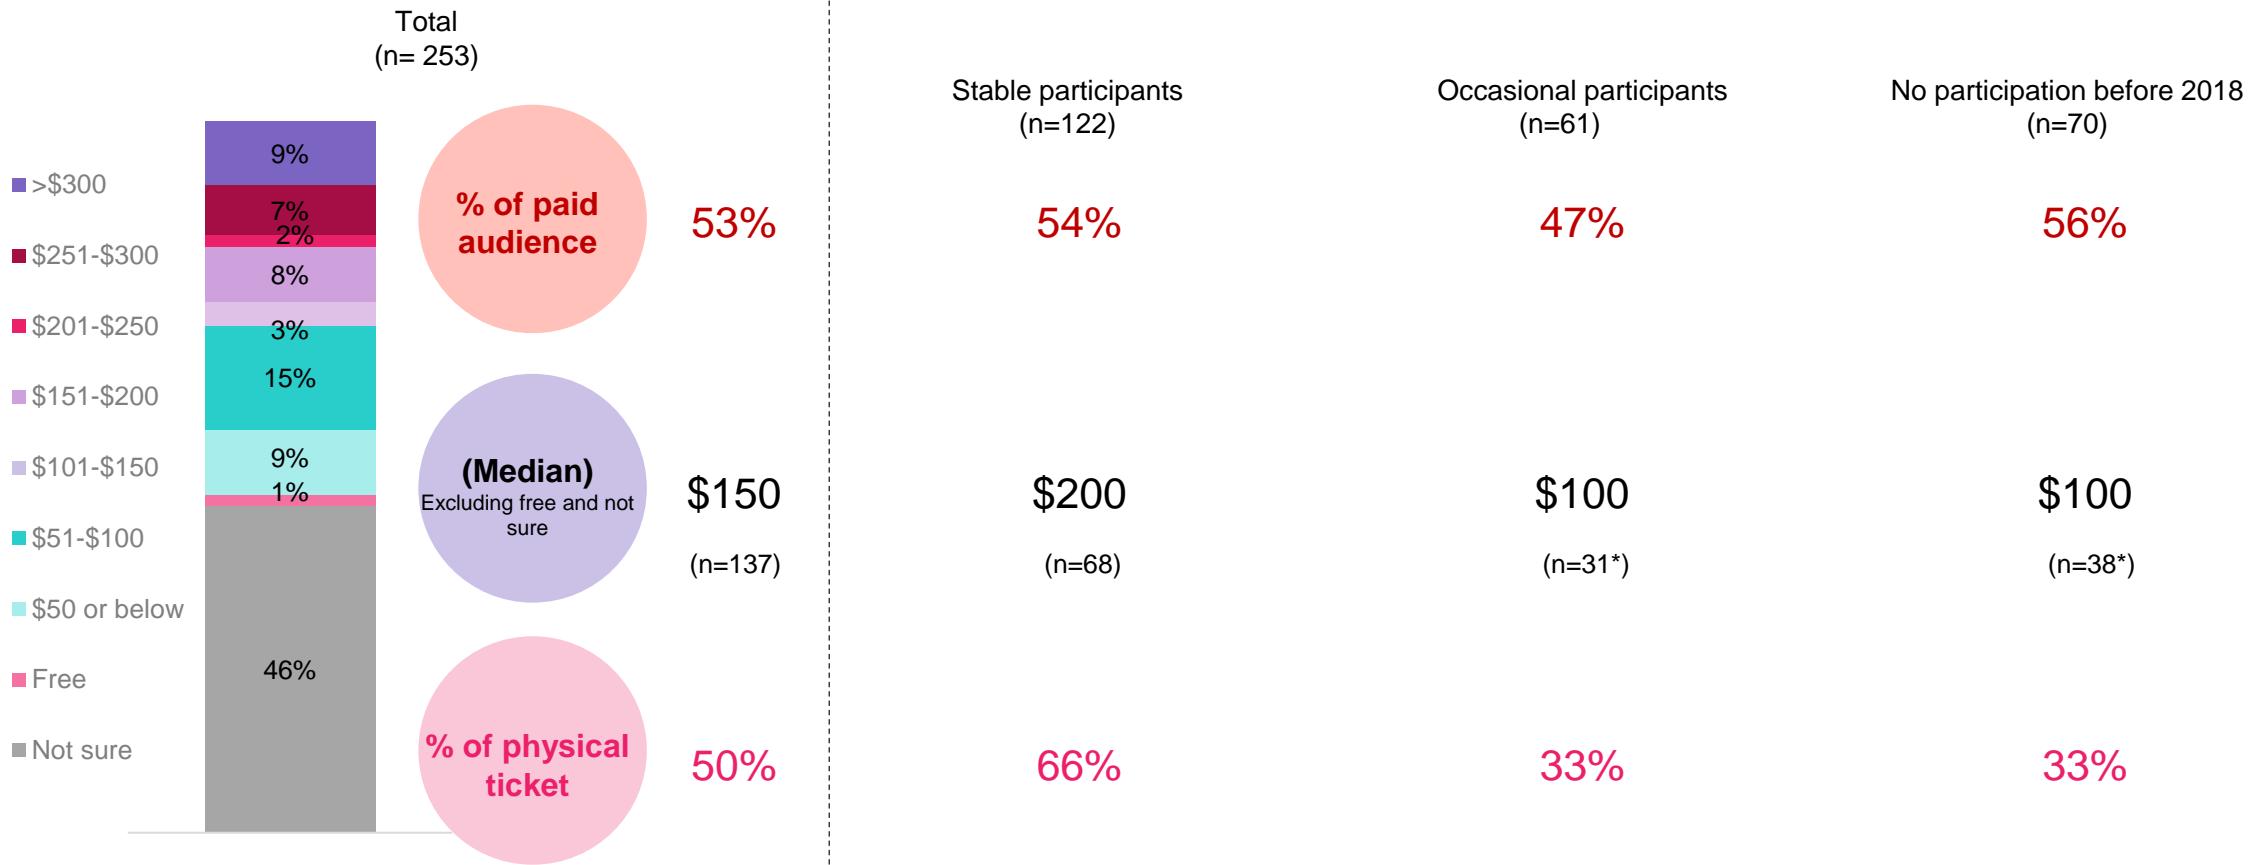 Total
(n= 253)
>$300
$251-$300
$201-$250
$151-$200
$101-$150
$51-$100
$50 or below
Free
Not sure
9%
7%
2%
8%
3%
15%
9%
1%
46%
Stable participants
(n=122)
Occasional participants
(n=61)
No participation before 2018
(n=70)
% of paid
audience
53%
54%
47%
56%
(Median)
Excluding free and not
sure
$150
$200
$100
$100
(n=137)
(n=68)
(n=31*)
(n=38*)
% of physical
ticket
50%
66%
33%
33%